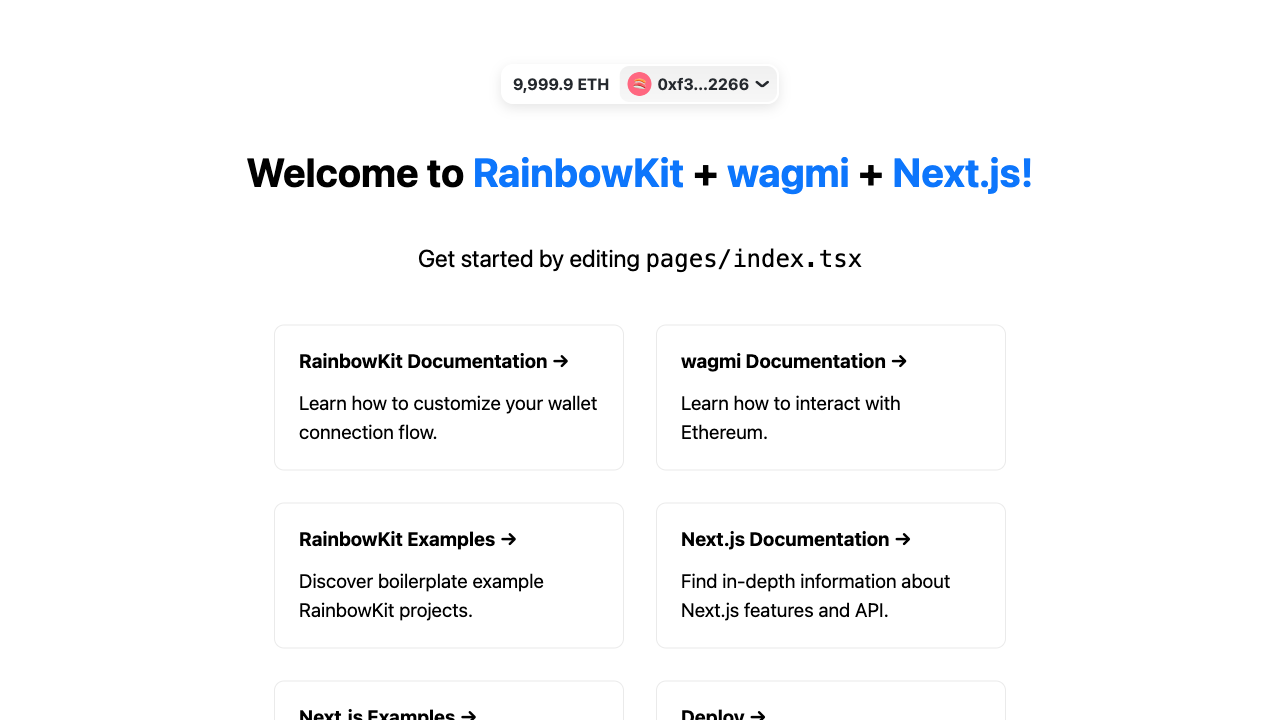 9,999.9 ETH 0xf3...2266
Welcome to RainbowKit + wagmi + Next.js!
Get started by editing pages/index.tsx
RainbowKit Documentation →
Learn how to customize your wallet
connection flow.
wagmi Documentation →
Learn how to interact with
Ethereum.
RainbowKit Examples →
Discover boilerplate example
RainbowKit projects.
Next.js Documentation →
Find in-depth information about
Next.js features and API.
Next.js Examples →
Deploy →